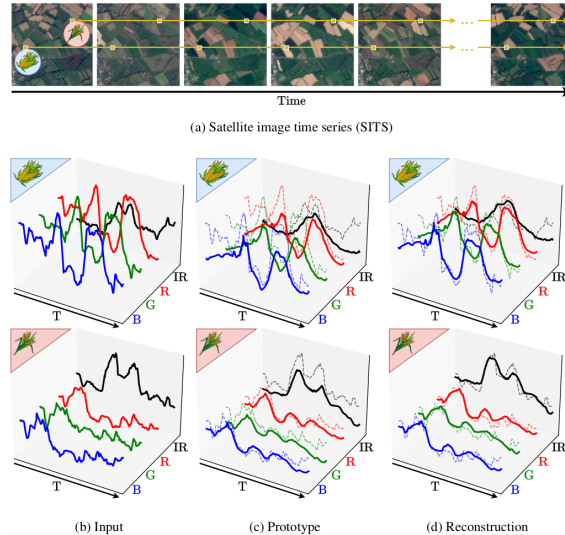 ...
...
Time
(a) Satellite image time series (SITS)
IR
R
G
B
T
IR
R
G
B
T
IR
R
G
B
T
IR
R
G
B
T
IR
R
G
B
T
IR
R
G
B
T
(b) Input
(c) Prototype
(d) Reconstruction